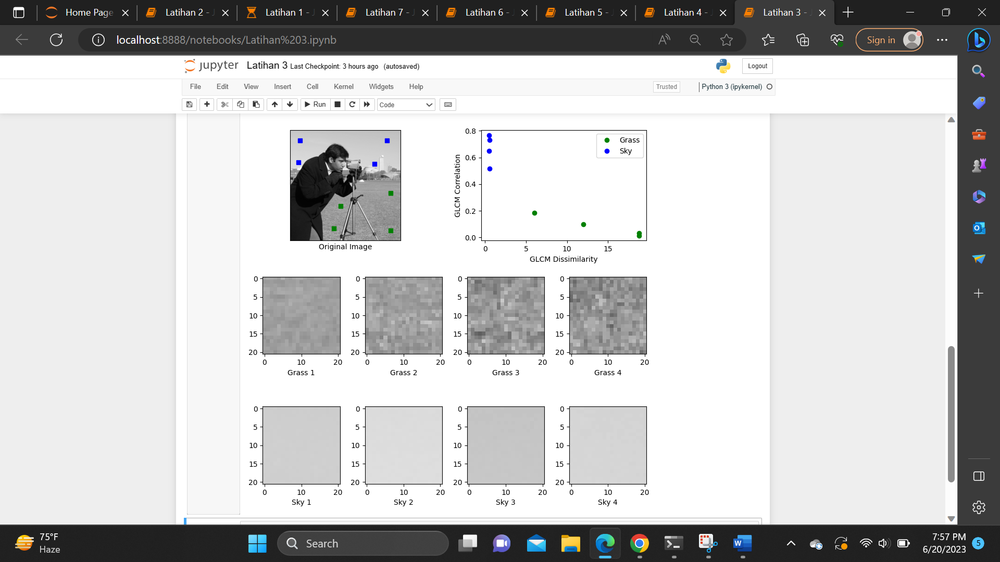 Home Page
Latihan 2 - J
Latihan 1 - J
Latihan 7 - J
Latihan 6 - J
Latihan 5 - J
Latihan 4 - J
Latihan 3 - J
localhost:8888/notebooks/Latihan%203.ipynb
Sign in
jupyter Latihan 3 Last Checkpoint: 3 hours ago (autosaved)
Logout
File Edit View Insert Cell Kernel Widgets Help
Trusted
Python 3 (ipykernel)
Run
Code
Original Image
0.8
0.6
0.4
0.2
0.0
GLCM Correlation
Grass
Sky
0 5 10 15
GLCM Dissimilarity
0
5
10
15
20
0 10 20
Grass 1
0
5
10
15
20
0 10 20
Grass 2
0
5
10
15
20
0 10 20
Grass 3
0
5
10
15
20
0 10 20
Grass 4
0
5
10
15
20
0 10 20
Sky 1
0
5
10
15
20
0 10 20
Sky 2
0
5
10
15
20
0 10 20
Sky 3
0
5
10
15
20
0 10 20
Sky 4
75°F
Haze
Search
7:57 PM
6/20/2023
5